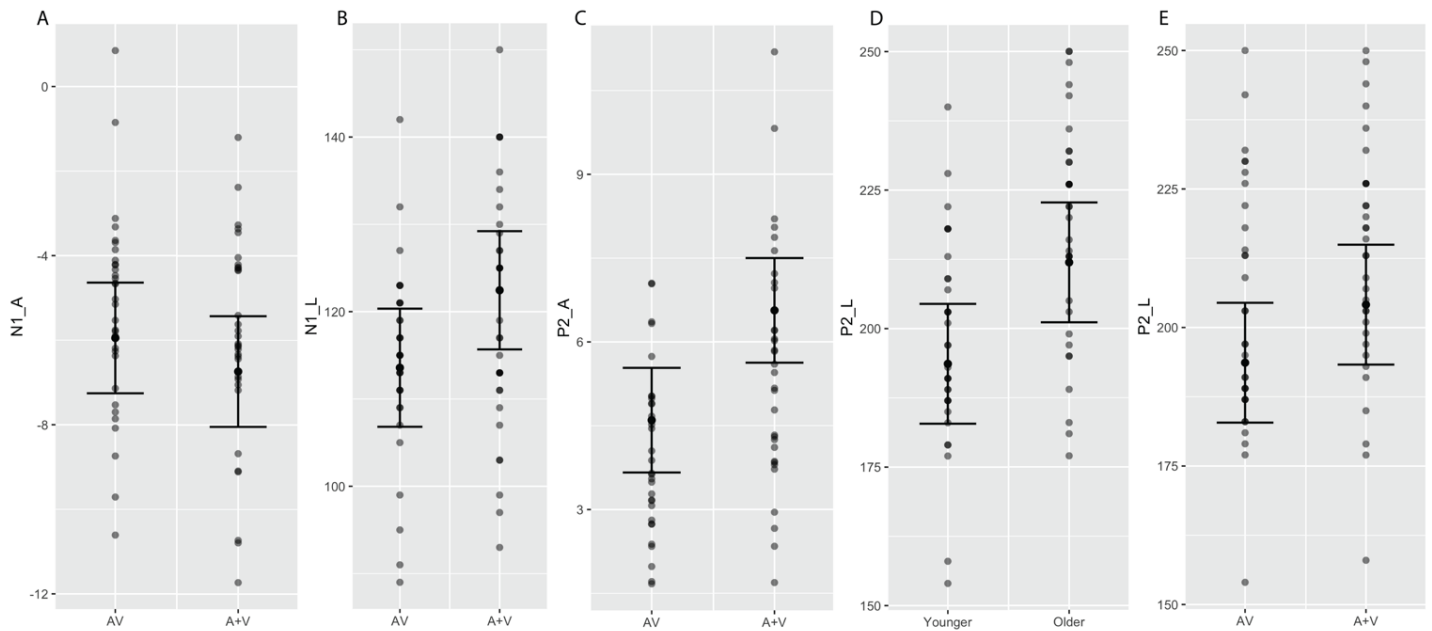 A
N1_A
0
-4
-8
-12
AV
A+V
B
N1_L
140
120
100
AV
A+V
C
P2_A
9
6
3
AV
A+V
D
P2_L
250
225
200
175
150
Younger
Older
E
P2_L
250
225
200
175
150
AV
A+V